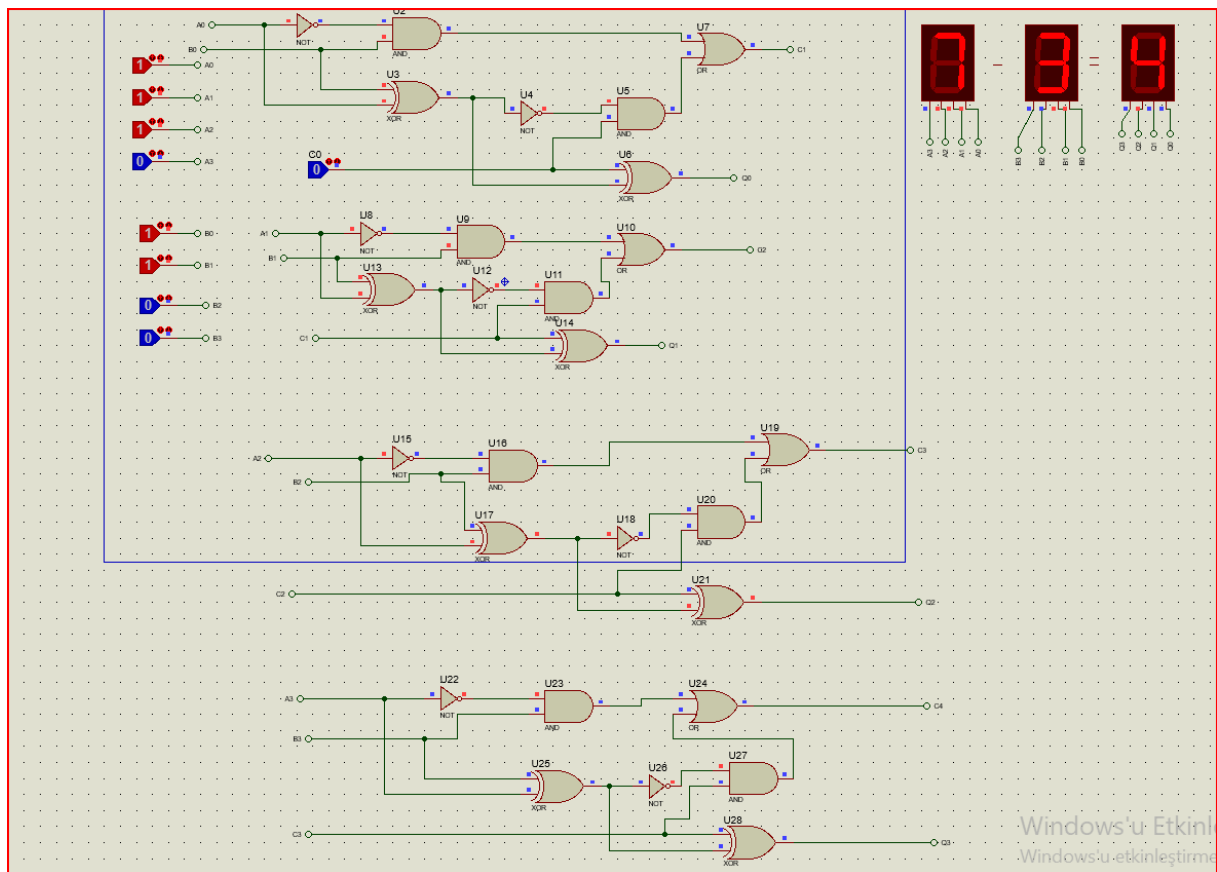 A0
U2
U7
NOT
AND
OR
C1
B0
1 A0
U3
XOR
U4
NOT
U5
AND
1 A1
1 A2
0 A3
C0
0
U6
XOR
Q0
7 - 3 = 4
A3 A2 A1 A0
B3 B2 B1 B0
Q3 Q2 Q1 Q0
1 B0
1 B1
0 B2
0 B3
A1
U8
NOT
U9
AND
U10
OR
C2
B1
U13
XOR
U12
NOT
U11
AND
C1
U14
XOR
Q1
A2
U15
NOT
U16
AND
U19
OR
C3
B2
U17
XOR
U18
NOT
U20
AND
C2
U21
XOR
Q2
A3
U22
NOT
U23
AND
U24
OR
C4
B3
U25
XOR
U26
NOT
U27
AND
C3
U28
XOR
Q3
Windows'u Etkinl
Windows'u etkinleştirme